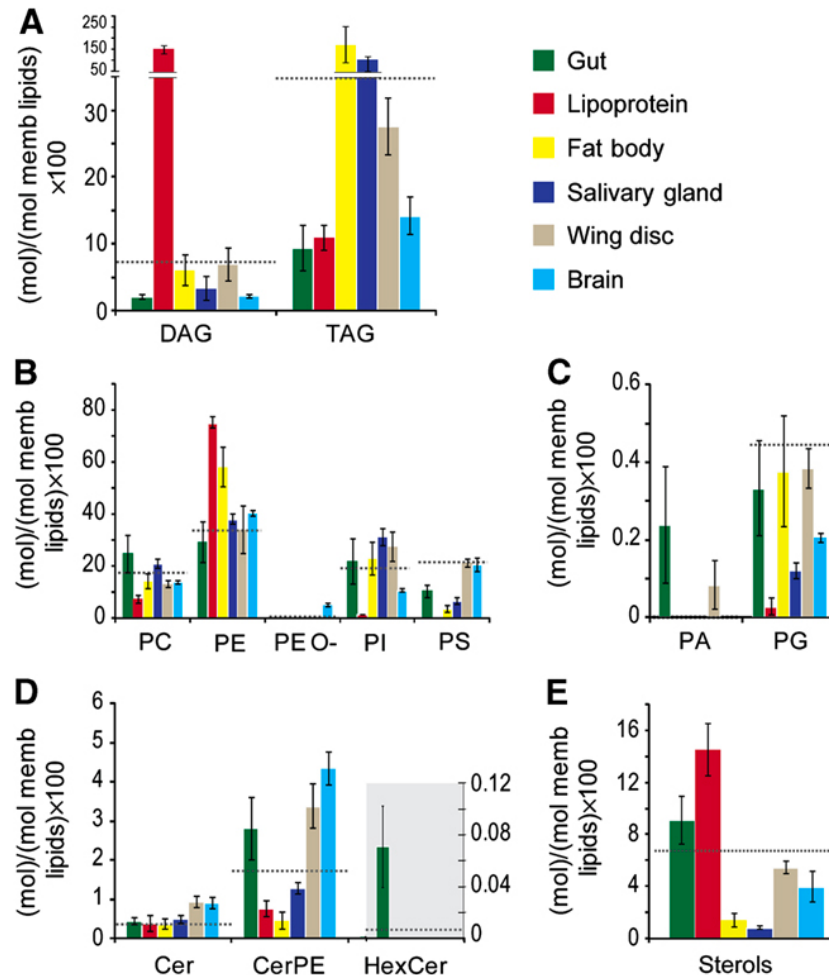 A
(mol)/(mol memb lipids)
×100
250
150
50
30
20
10
0
DAG TAG
Gut
Lipoprotein
Fat body
Salivary gland
Wing disc
Brain
B
(mol)/(mol memb
lipids)×100
80
60
40
20
0
PC PE PE O- PI PS
C
(mol)/(mol memb
lipids)×100
0.6
0.4
0.2
0
PA PG
D
(mol)/(mol memb
lipids)×100
6
5
4
3
2
1
0
0.12
0.08
0.04
0
Cer CerPE HexCer
E
(mol)/(mol memb
lipids)×100
16
12
8
4
0
Sterols